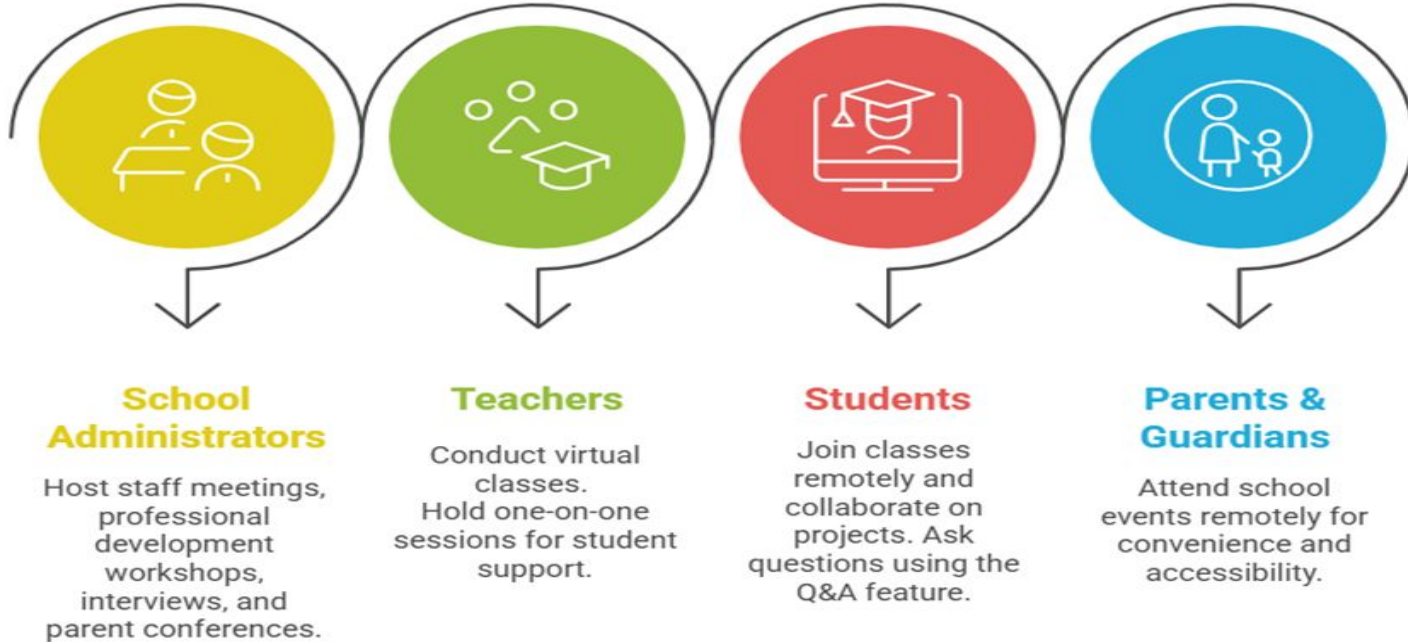 School
Administrators
Host staff meetings,
professional
development
workshops,
interviews, and
parent conferences.
Teachers
Conduct virtual
classes.
Hold one-on-one
sessions for student
support.
Students
Join classes
remotely and
collaborate on
projects. Ask
questions using the
Q&A feature.
Parents &
Guardians
Attend school
events remotely for
convenience and
accessibility.